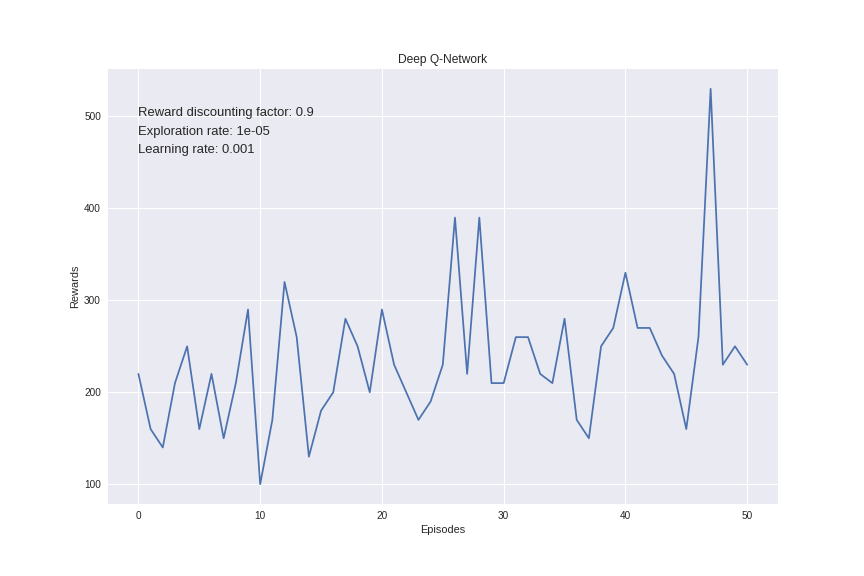 Deep Q-Network
Reward discounting factor: 0.9
Exploration rate: 1e-05
Learning rate: 0.001
500
400
300
200
100
Rewards
0 10 20 30 40 50
Episodes